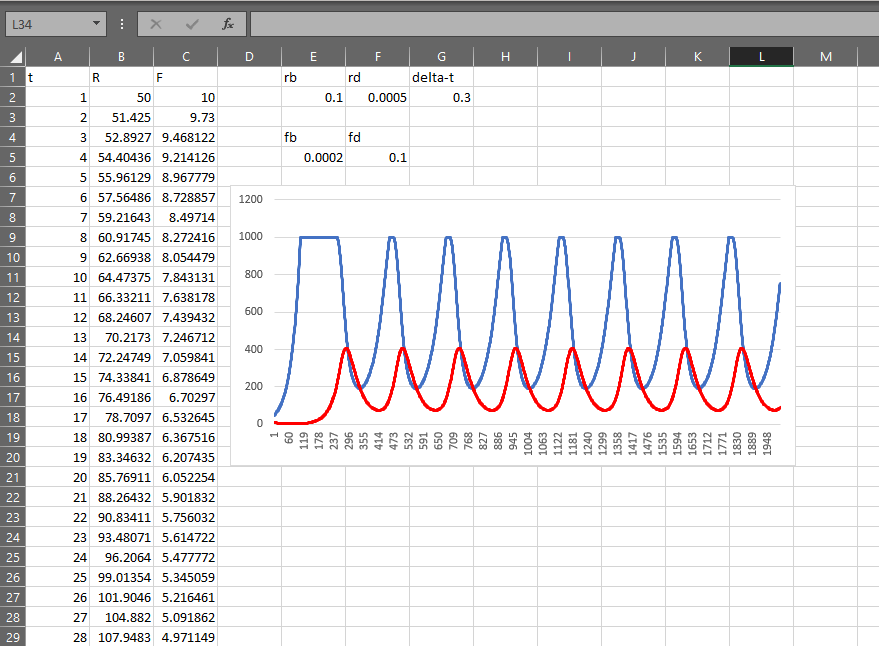 L34 fx
A B C D E F G H I J K L M
1 t R F rb rd delta-t
2 1 50 10 0.1 0.0005 0.3
3 2 51.425 9.73
4 3 52.8927 9.468122 fb fd
5 4 54.40436 9.214126 0.0002 0.1
6 5 55.96129 8.967779
7 6 57.56486 8.728857
8 7 59.21643 8.49714
9 8 60.91745 8.272416
10 9 62.66938 8.054479
11 10 64.47375 7.843131
12 11 66.33211 7.638178
13 12 68.24607 7.439432
14 13 70.2173 7.246712
15 14 72.24749 7.059841
16 15 74.33841 6.878649
17 16 76.49186 6.70297
18 17 78.7097 6.532645
19 18 80.99387 6.367516
20 19 83.34632 6.207435
21 20 85.76911 6.052254
22 21 88.26432 5.901832
23 22 90.83411 5.756032
24 23 93.48071 5.614722
25 24 96.2064 5.477772
26 25 99.01354 5.345059
27 26 101.9046 5.216461
28 27 104.882 5.091862
29 28 107.9483 4.971149
1200
1000
800
600
400
200
0
1 60 119 178 237 296 355 414 473 532 591 650 709 768 827 886 945 1004 1063 1122 1181 1240 1299 1358 1417 1476 1535 1594 1653 1712 1771 1830 1889 1948